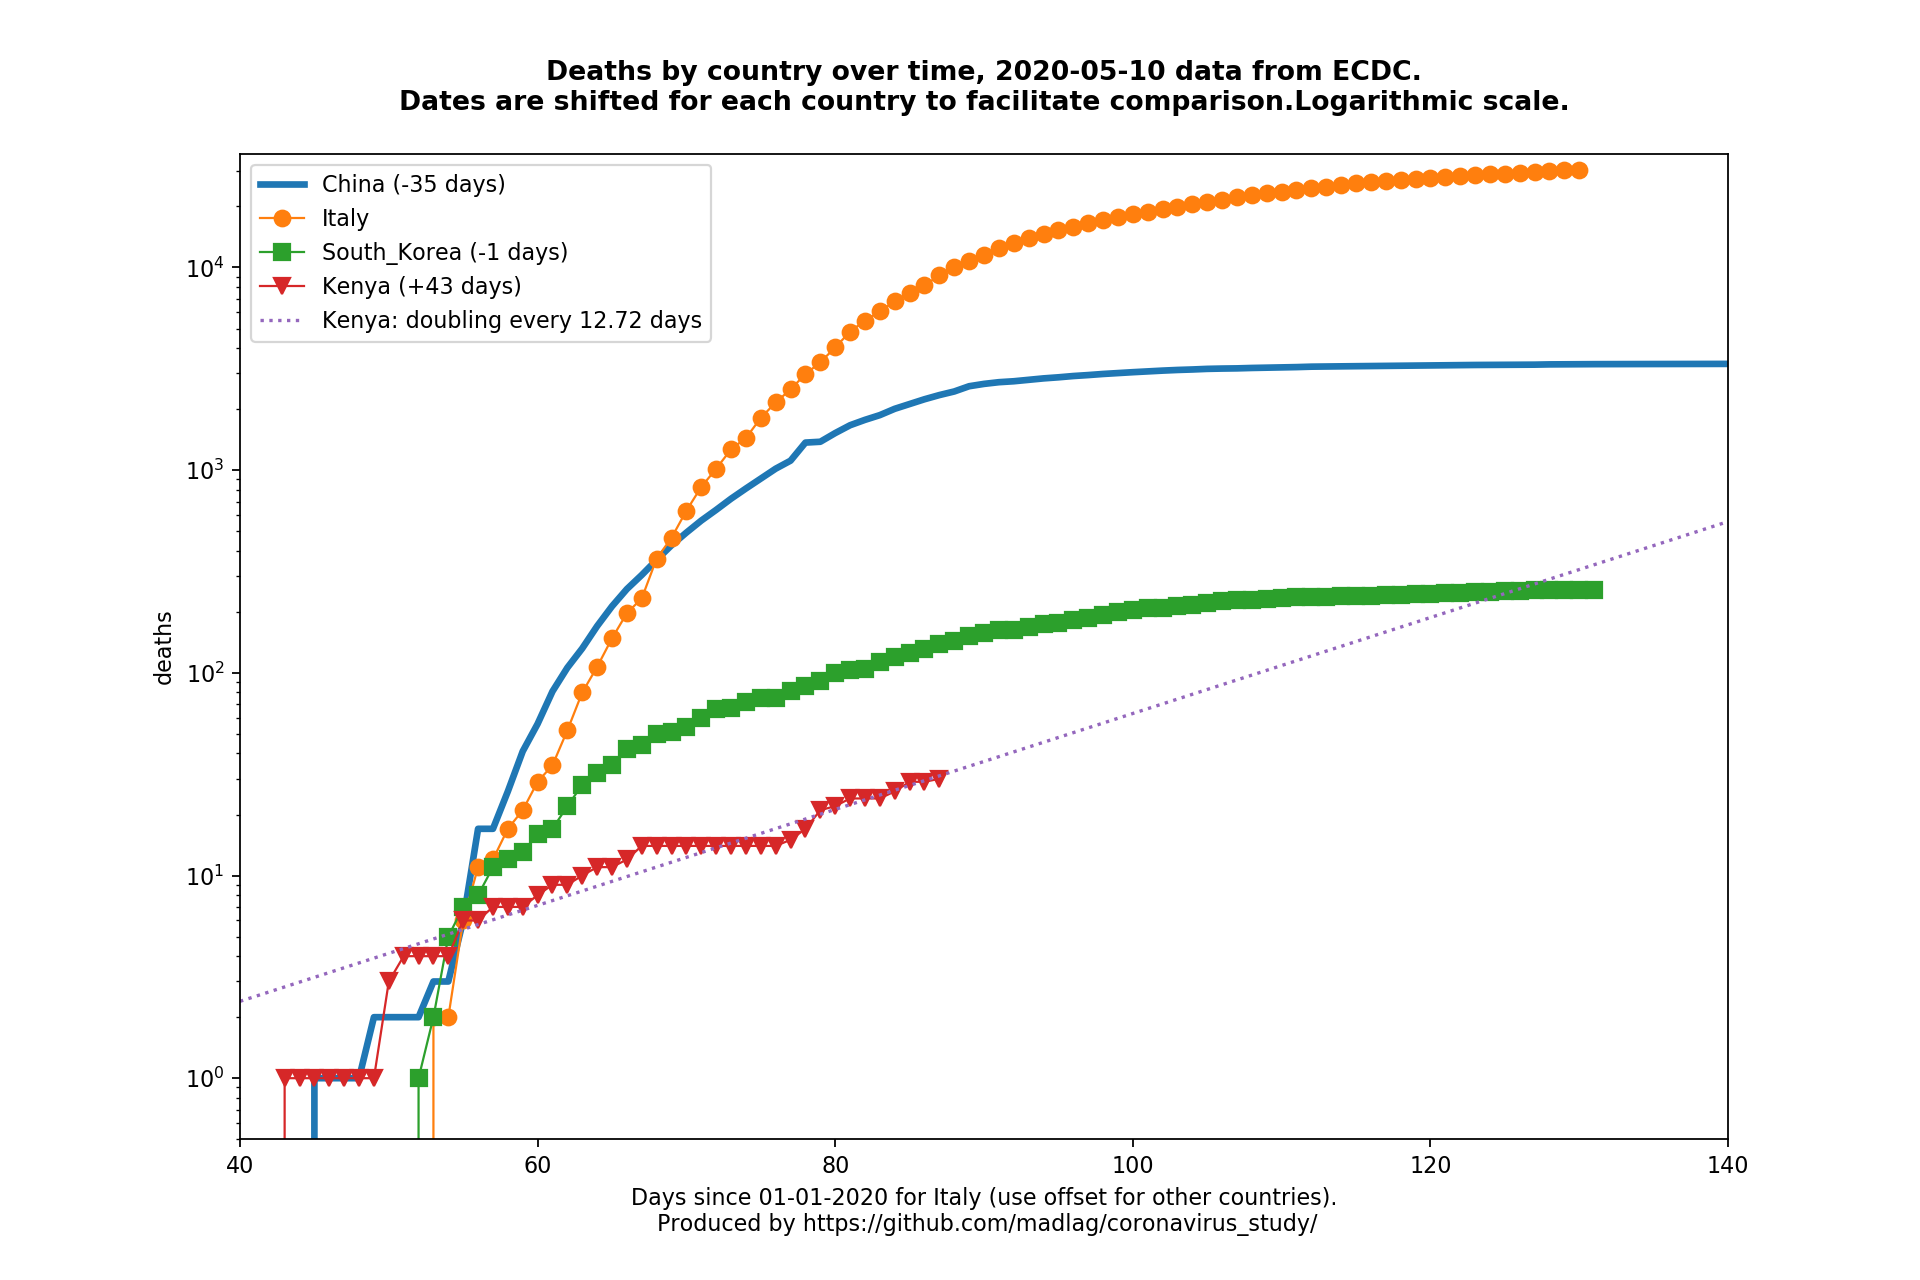 Deaths by country over time, 2020-05-10 data from ECDC.
Dates are shifted for each country to facilitate comparison.Logarithmic scale.
China (-35 days)
Italy
South_Korea (-1 days)
Kenya (+43 days)
Kenya: doubling every 12.72 days
deaths
10⁴
10³
10²
10¹
10⁰
40 60 80 100 120 140
Days since 01-01-2020 for Italy (use offset for other countries).
Produced by https://github.com/madlag/coronavirus_study/